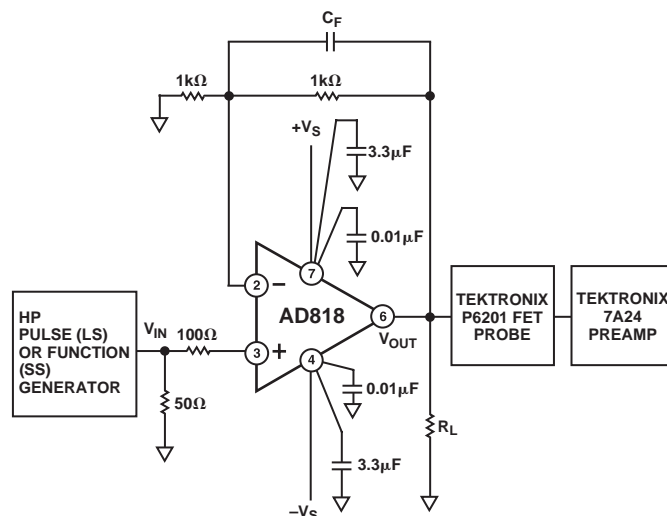 CF
1kΩ
1kΩ
+VS
3.3μF
0.01μF
2
−
7
HP
PULSE (LS)
OR FUNCTION
(SS)
GENERATOR
VIN
100Ω
3
+
AD818
6
VOUT
TEKTRONIX
P6201 FET
PROBE
TEKTRONIX
7A24
PREAMP
4
50Ω
0.01μF
RL
3.3μF
–VS